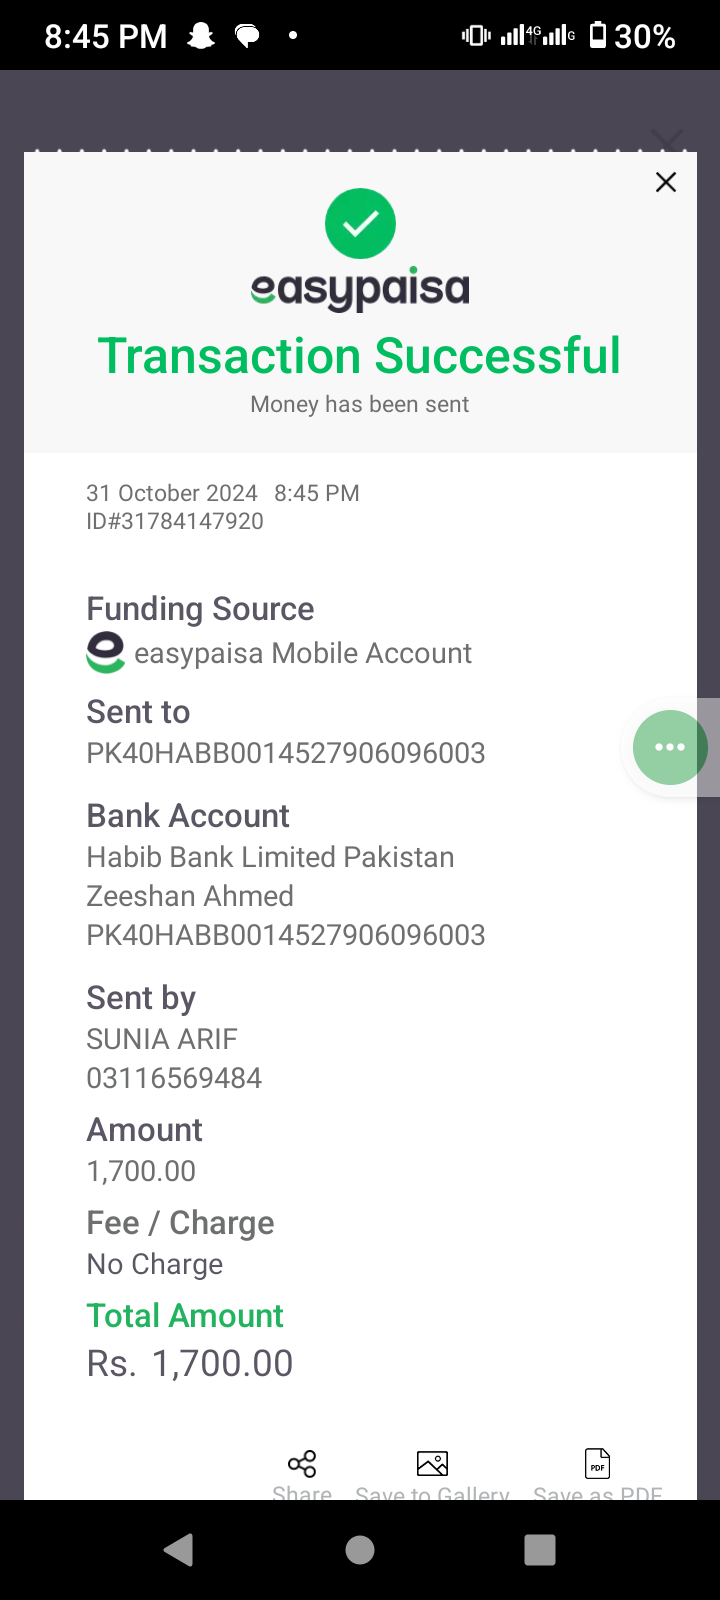 8:45 PM 4G G 30%
easypaisa
Transaction Successful
Money has been sent
31 October 2024 8:45 PM
ID#31784147920
Funding Source
easypaisa Mobile Account
Sent to
PK40HABB0014527906096003
Bank Account
Habib Bank Limited Pakistan
Zeeshan Ahmed
PK40HABB0014527906096003
Sent by
SUNIA ARIF
03116569484
Amount
1,700.00
Fee / Charge
No Charge
Total Amount
Rs. 1,700.00
PDF
Share Save to Gallery Save as PDF